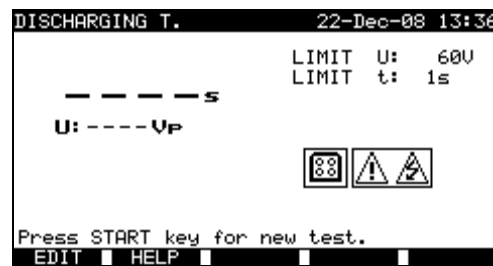 DISCHARGING T. 22-Dec-08 13:36
LIMIT U: 60V
LIMIT t: 1s
----s
U:----Vp
Press START key for new test.
EDIT HELP